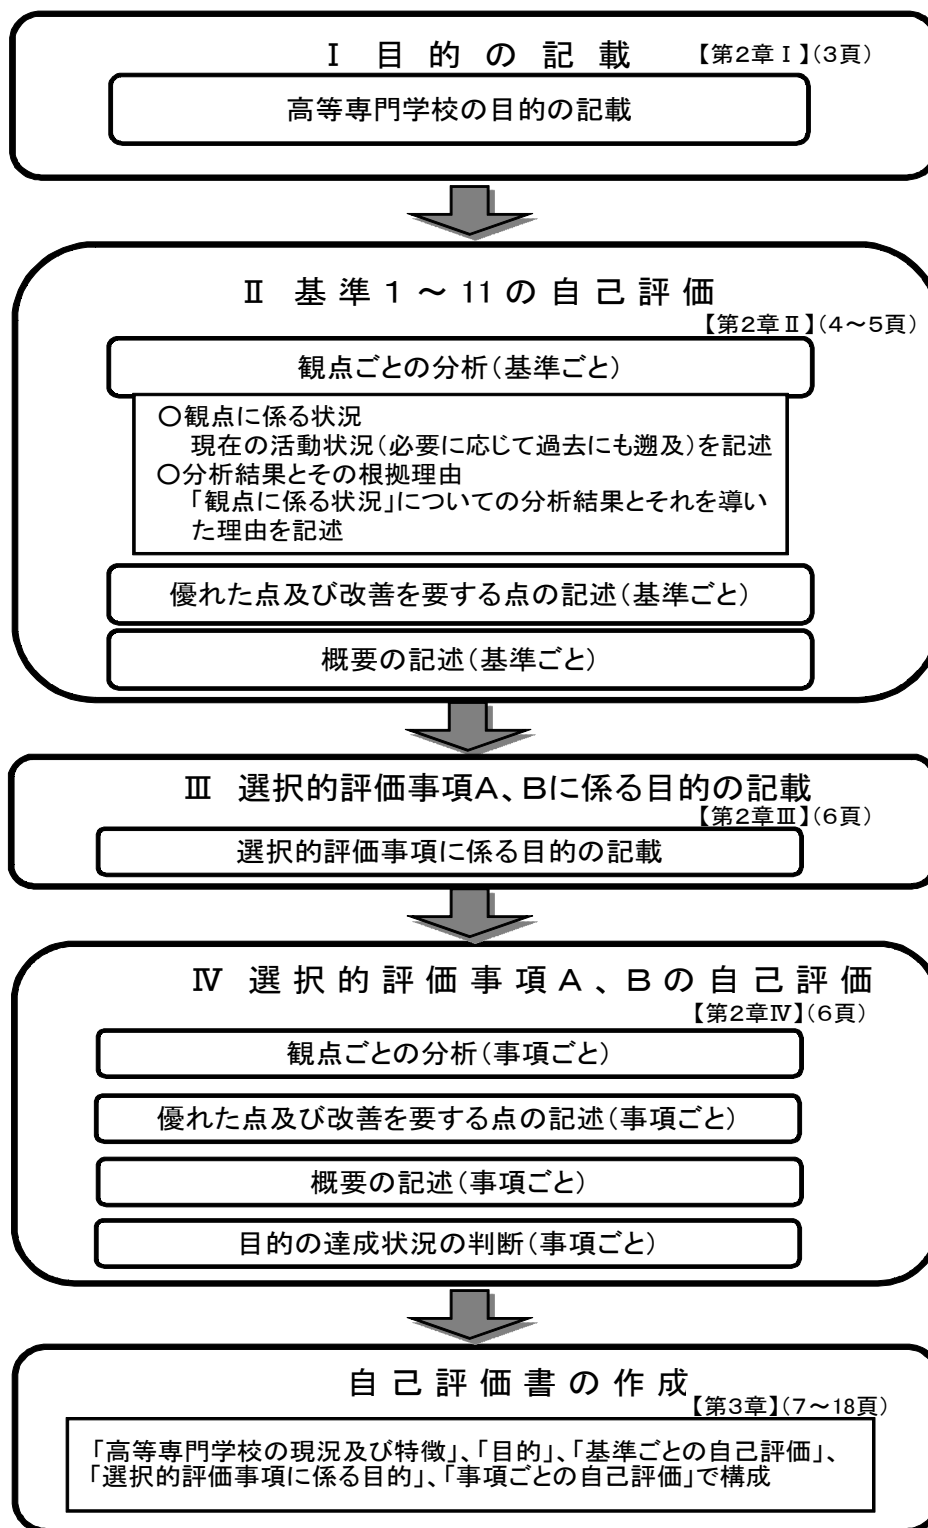 Ⅰ 目 的 の 記 載 【第2章Ⅰ】(3頁)
高等専門学校の目的の記載
Ⅱ 基 準 1 ～ 11 の 自 己 評 価
【第2章Ⅱ】(4～5頁)
観点ごとの分析(基準ごと)
○観点に係る状況
現在の活動状況(必要に応じて過去にも遡及)を記述
○分析結果とその根拠理由
「観点に係る状況」についての分析結果とそれを導い
た理由を記述
優れた点及び改善を要する点の記述(基準ごと)
概要の記述(基準ごと)
Ⅲ 選択的評価事項A、Bに係る目的の記載
【第2章Ⅲ】(6頁)
選択的評価事項に係る目的の記載
Ⅳ 選 択 的 評 価 事 項 A 、 B の 自 己 評 価
【第2章Ⅳ】(6頁)
観点ごとの分析(事項ごと)
優れた点及び改善を要する点の記述(事項ごと)
概要の記述(事項ごと)
目的の達成状況の判断(事項ごと)
自 己 評 価 書 の 作 成
【第3章】(7～18頁)
「高等専門学校の現況及び特徴」、「目的」、「基準ごとの自己評価」、
「選択的評価事項に係る目的」、「事項ごとの自己評価」で構成